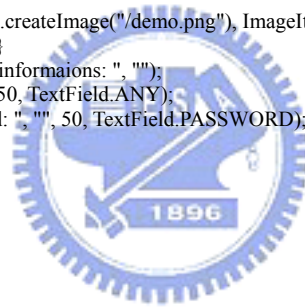 .createImage("/demo.png"), ImageIt
}
informaions: ", "");
50, TextField.ANY);
l: ", "", 50, TextField.PASSWORD);
1896